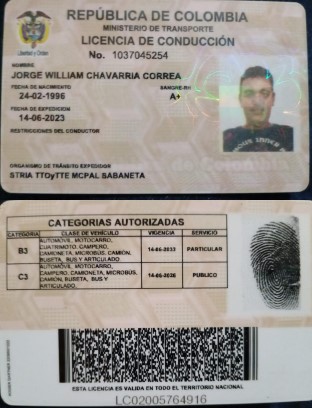 REPÚBLICA DE COLOMBIA
MINISTERIO DE TRANSPORTE
LICENCIA DE CONDUCCIÓN
No. 1037045254
Libertad y Orden
NOMBRE
JORGE WILLIAM CHAVARRIA CORREA
FECHA DE NACIMIENTO SANGRE-RH
24-02-1996 A+
FECHA DE EXPEDICION
14-06-2023
RESTRICCIONES DEL CONDUCTOR
ORGANISMO DE TRÁNSITO EXPEDIDOR
STRIA TTOyTTE MCPAL SABANETA
CATEGORIAS AUTORIZADAS
CATEGORIA CLASE DE VEHÍCULO VIGENCIA SERVICIO
B3 AUTOMÓVIL, MOTOCARRO, CUATRIMOTO, CAMPERO, CAMIONETA, MICROBUS, CAMION, BUSETA, BUS Y ARTICULADO 14-06-2033 PARTICULAR
C3 AUTOMÓVIL, MOTOCARRO, CAMPERO, CAMIONETA, MICROBUS, CAMIÓN, BUSETA, BUS Y ARTICULADO. 14-06-2026 PUBLICO
ESTA LICENCIA ES VALIDA EN TODO EL TERRITORIO NACIONAL
LC02005764916